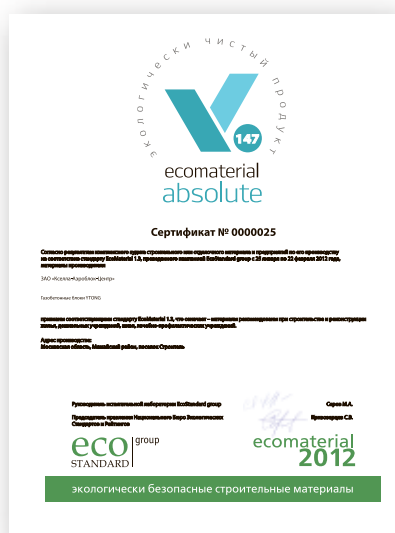 экологически чистый продукт
147
ecomaterial
absolute
Сертификат № 0000025
Согласно результатам комплексного аудита строительного или отделочного материала и предприятий по его производству
на соответствие стандарту EcoMaterial 1.3, проведенного компанией EcoStandard group с 25 января по 22 февраля 2012 года,
материалы производителя:
ЗАО «Кселла-Аэроблок-Центр»
Газобетонные блоки YTONG
признаны соответствующими стандарту EcoMaterial 1.3, что означает – материалы рекомендованы при строительстве и реконструкции
жилья, дошкольных учреждений, школ, лечебно-профилактических учреждений.
Адрес производства:
Московская область, Можайский район, поселок Строитель
Руководитель испытательной лаборатории EcoStandard group
Серов М.А.
Председатель правления Национального Бюро Экологических
Стандартов и Рейтингов
eco group
STANDARD
ecomaterial
2012
экологически безопасные строительные материалы